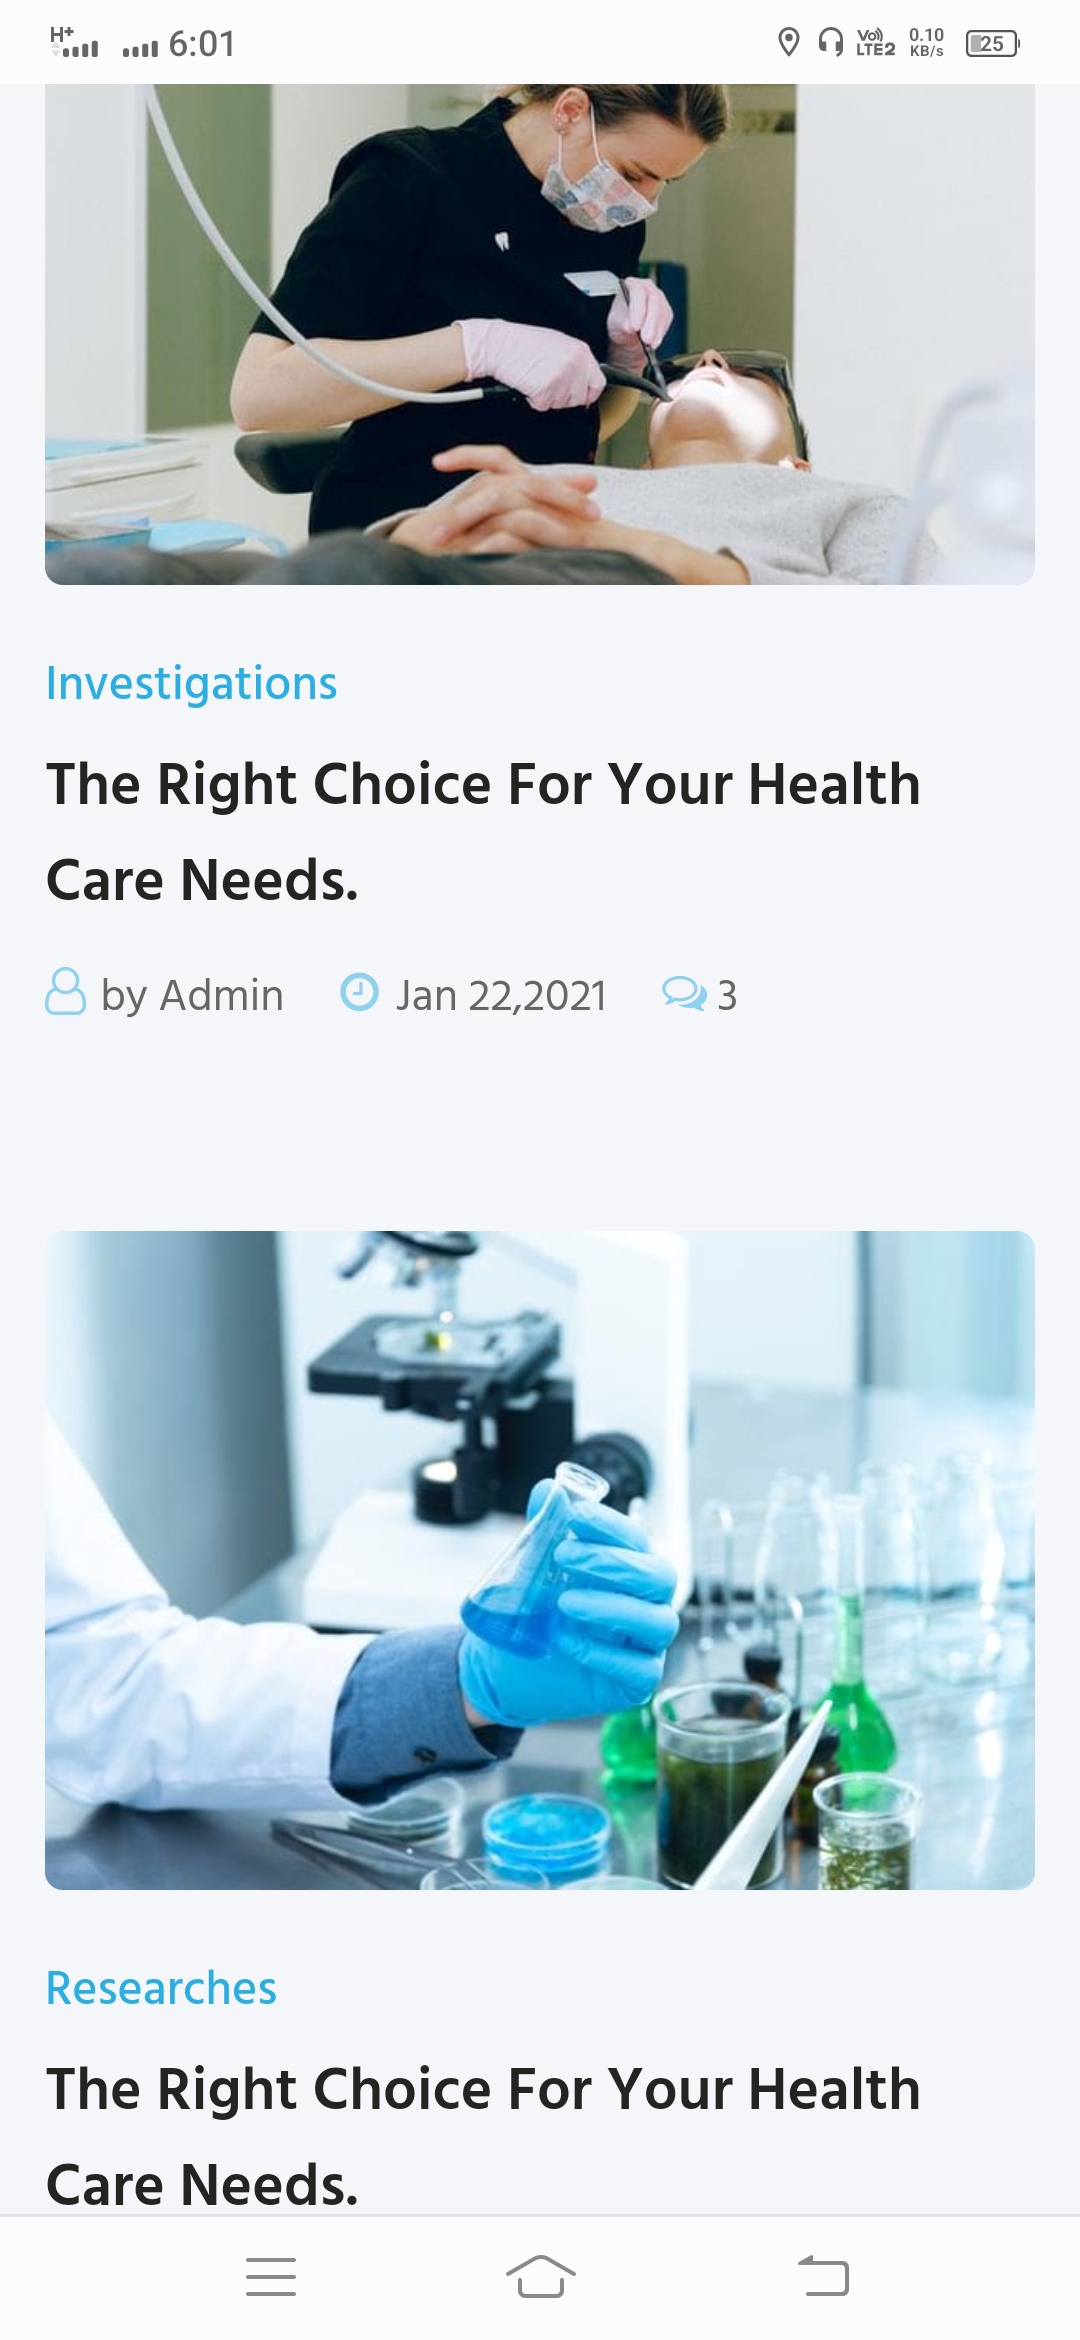 H+ 6:01 Vo)) LTE2 0.10 KB/s 25
Investigations
The Right Choice For Your Health
Care Needs.
by Admin Jan 22,2021 3
Researches
The Right Choice For Your Health
Care Needs.